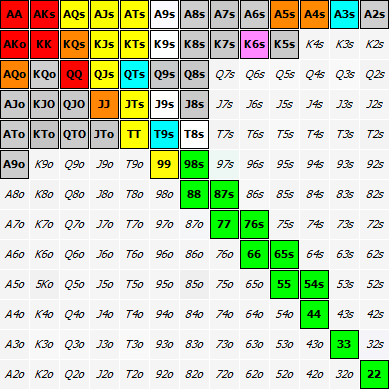 AA AKs AQs AJs ATs A9s A8s A7s A6s A5s A4s A3s A2s
AKo KK KQs KJs KTs K9s K8s K7s K6s K5s K4s K3s K2s
AQo KQo QQ QJs QTs Q9s Q8s Q7s Q6s Q5s Q4s Q3s Q2s
AJo KJO QJO JJ JTs J9s J8s J7s J6s J5s J4s J3s J2s
ATo KTo QTO JTo TT T9s T8s T7s T6s T5s T4s T3s T2s
A9o K9o Q9o J9o T9o 99 98s 97s 96s 95s 94s 93s 92s
A8o K8o Q8o J8o T8o 98o 88 87s 86s 85s 84s 83s 82s
A7o K7o Q7o J7o T7o 97o 87o 77 76s 75s 74s 73s 72s
A6o K6o Q6o J6o T6o 96o 86o 76o 66 65s 64s 63s 62s
A5o 5Ko Q5o J5o T5o 95o 85o 75o 65o 55 54s 53s 52s
A4o K4o Q4o J4o T4o 94o 84o 74o 64o 54o 44 43s 42s
A3o K3o Q3o J3o T3o 93o 83o 73o 63o 53o 43o 33 32s
A2o K2o Q2o J2o T2o 92o 82o 72o 62o 52o 42o 32o 22